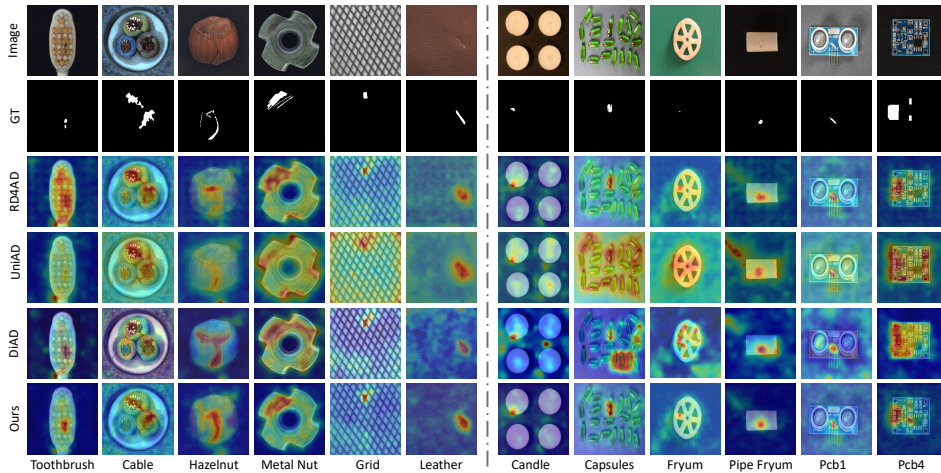 Image
GT
RD4AD
UniAD
DiAD
Ours
Toothbrush Cable Hazelnut Metal Nut Grid Leather Candle Capsules Fryum Pipe Fryum Pcb1 Pcb4